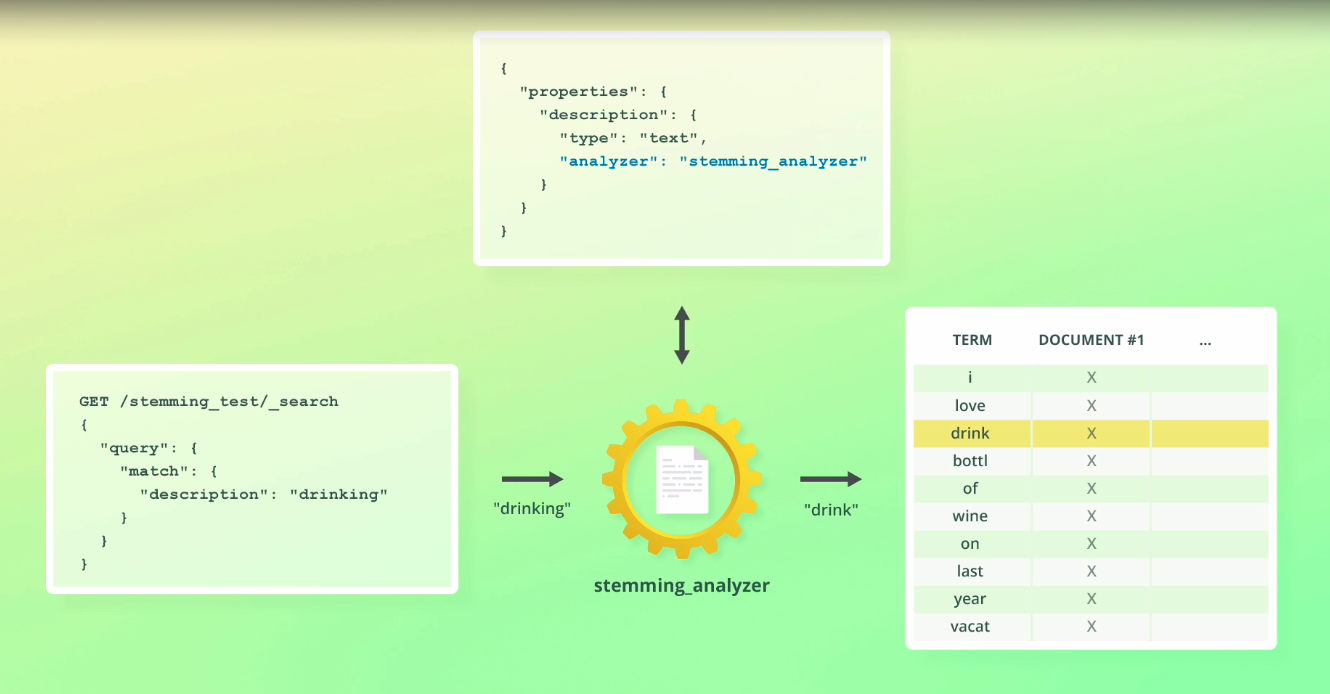 {
"properties": {
"description": {
"type": "text",
"analyzer": "stemming_analyzer"
}
}
}
GET /stemming_test/_search
{
"query": {
"match": {
"description": "drinking"
}
}
}
"drinking"
stemming_analyzer
"drink"
TERM DOCUMENT #1 ...
i X
love X
drink X
bottl X
of X
wine X
on X
last X
year X
vacat X